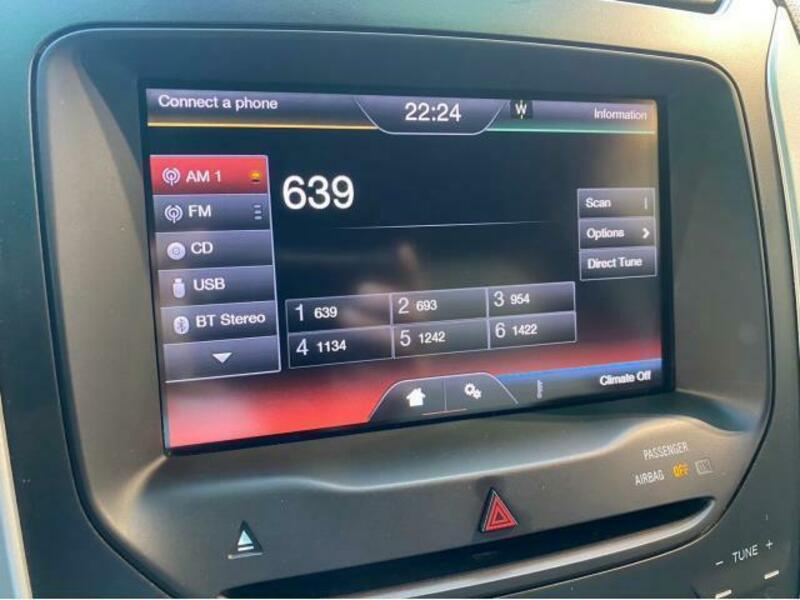 Connect a phone
22:24
W
Information
AM 1
FM
CD
USB
BT Stereo
639
Scan
Options
Direct Tune
1 639
2 693
3 954
4 1134
5 1242
6 1422
Climate Off
PASSENGER
AIRBAG OFF
- TUNE +